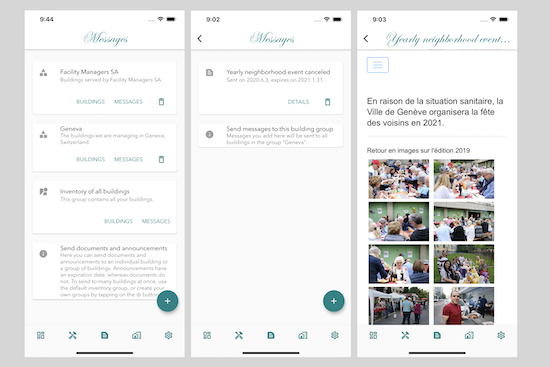 9:44
Messages
Facility Managers SA
Buildings served by Facility Managers SA.
BUILDINGS MESSAGES
Geneva
The buildings we are managing in Geneva,
Switzerland.
BUILDINGS MESSAGES
Inventory of all buildings
This group contains all your buildings.
BUILDINGS MESSAGES
Send documents and announcements
Here you can send documents and
announcements to an individual building or
a group of buildings. Announcements have
an expiration date, whereas documents do
not. To send to many buildings at once, use
the default inventory group, or create your
own groups by tapping on the
9:02
Messages
Yearly neighborhood event canceled
Sent on 2020.6.3, expires on 2021.1.31.
DETAILS
Send messages to this building group
Messages you add here will be sent to all
buildings in the group "Geneva".
9:03
Yearly neighborhood event...
En raison de la situation sanitaire, la
Ville de Genève organisera la fête
des voisins en 2021.
Retour en images sur l'édition 2019